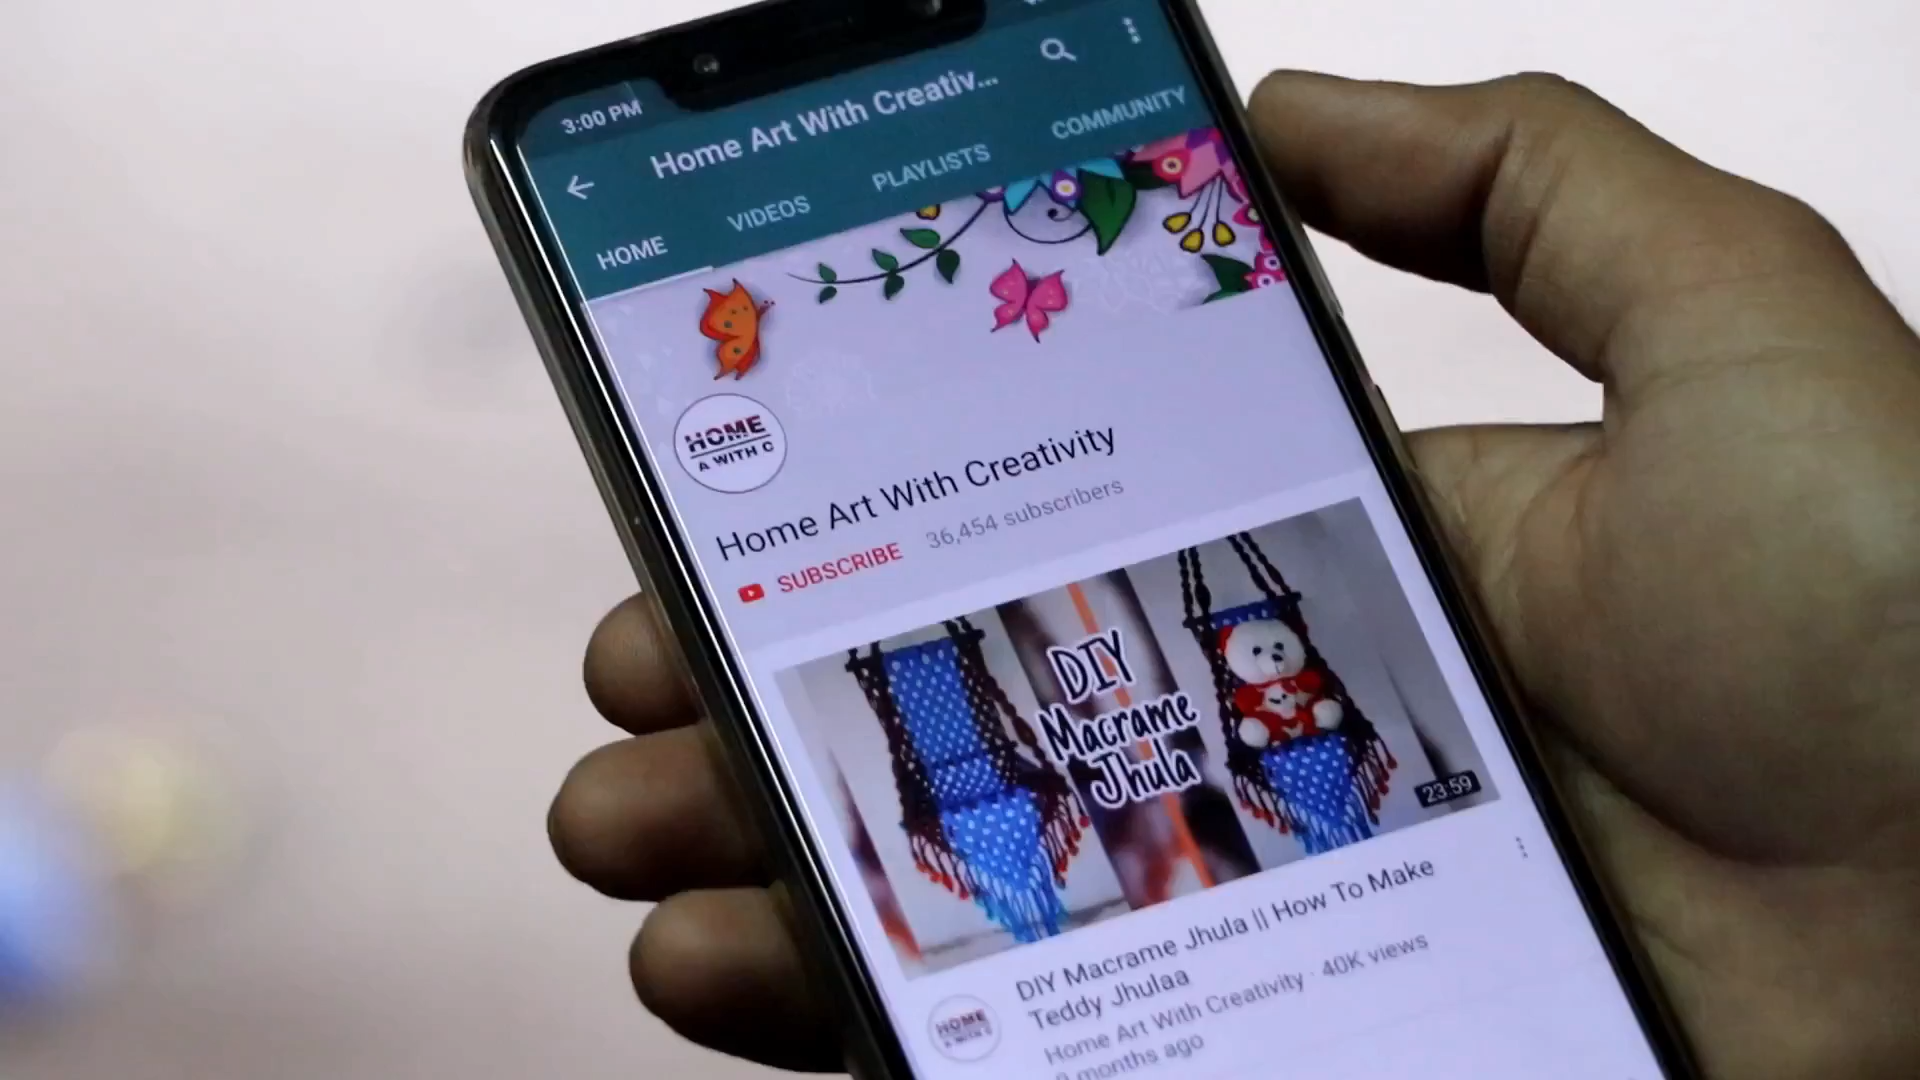 3:00 PM
Home Art With Creativ...
HOME
VIDEOS
PLAYLISTS
COMMUNITY
HOME
A WITH C
Home Art With Creativity
SUBSCRIBE 36,454 subscribers
DIY
Macrame
Jhula
23:59
DIY Macrame Jhula || How To Make
Teddy Jhulaa
Home Art With Creativity · 40K views
months ago
HOME
A WITH C